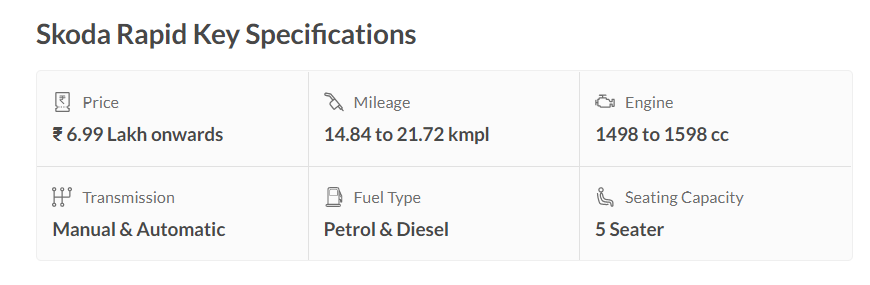 Skoda Rapid Key Specifications
Price
₹ 6.99 Lakh onwards
Mileage
14.84 to 21.72 kmpl
Engine
1498 to 1598 cc
Transmission
Manual & Automatic
Fuel Type
Petrol & Diesel
Seating Capacity
5 Seater